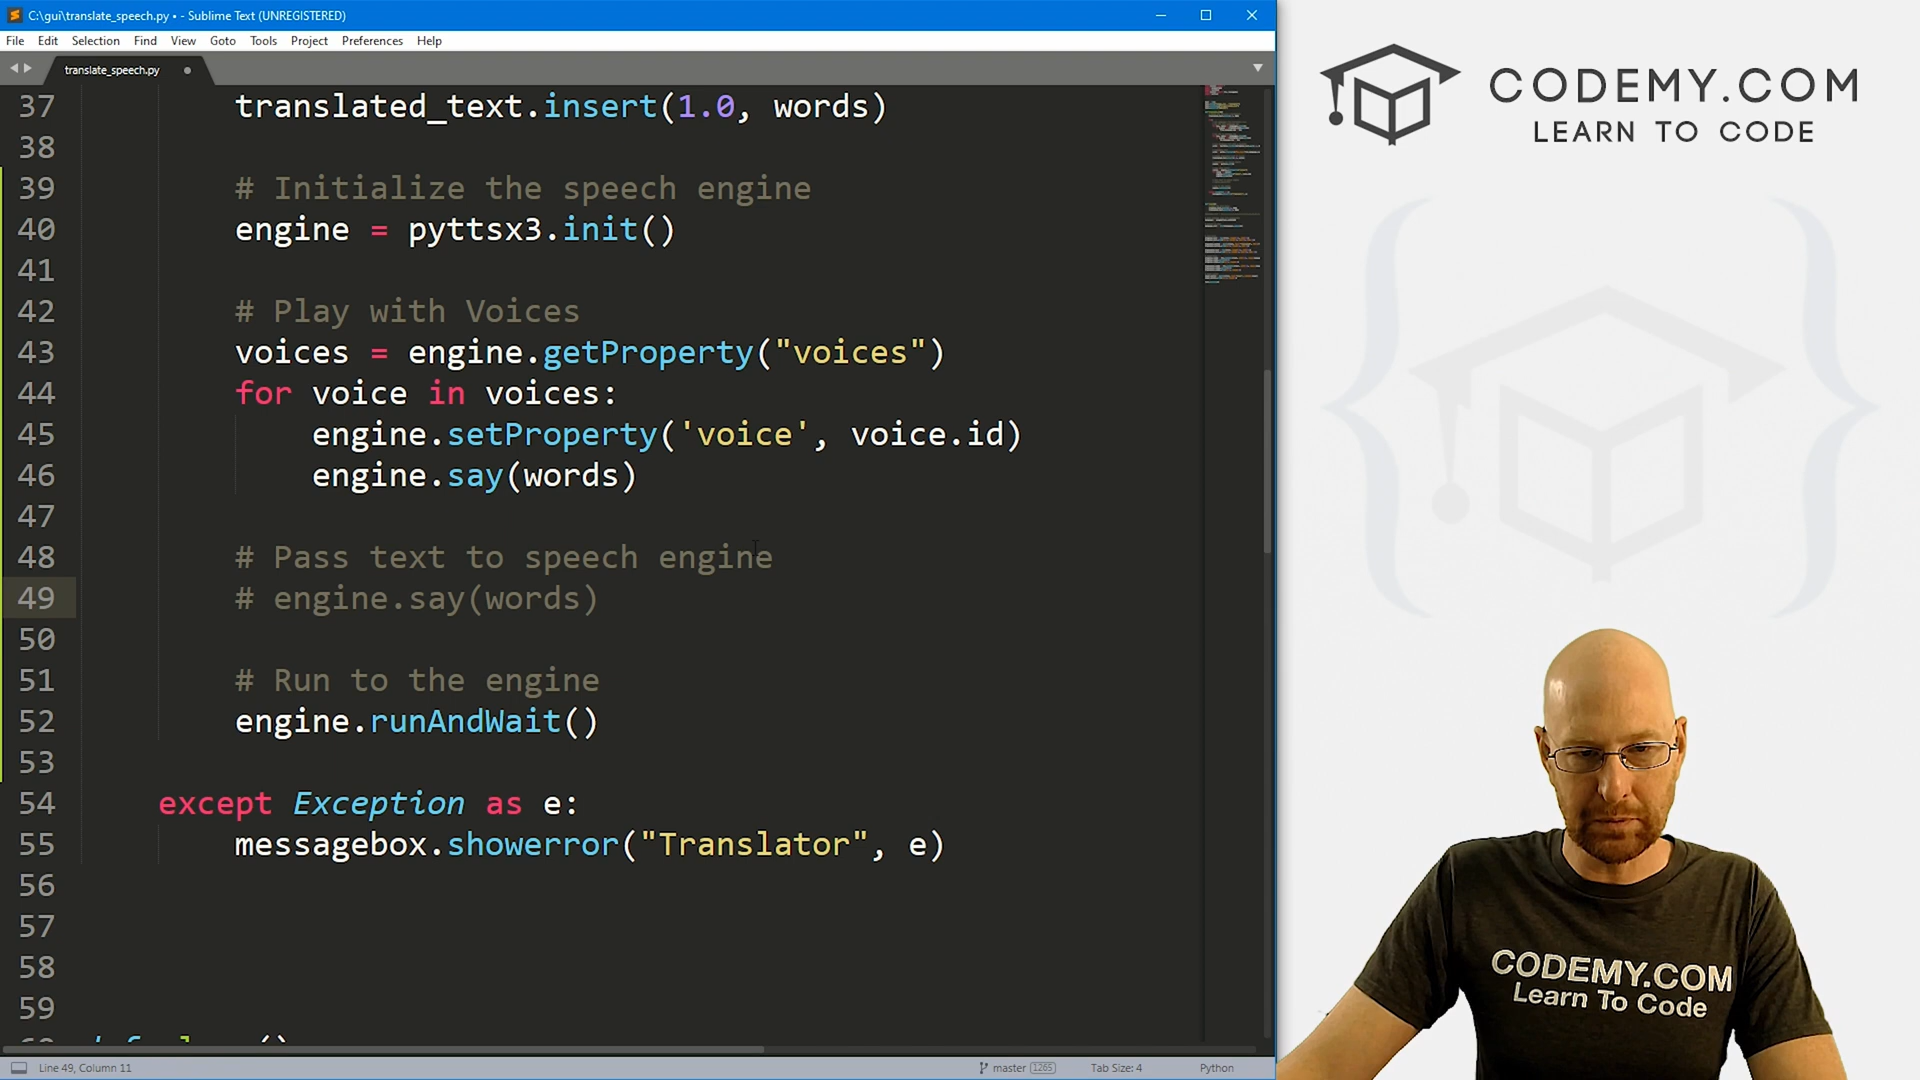 C:\gui\translate_speech.py • - Sublime Text (UNREGISTERED)
File Edit Selection Find View Goto Tools Project Preferences Help
translate_speech.py
37 translated_text.insert(1.0, words)
38
39 # Initialize the speech engine
40 engine = pyttsx3.init()
41
42 # Play with Voices
43 voices = engine.getProperty("voices")
44 for voice in voices:
45 engine.setProperty('voice', voice.id)
46 engine.say(words)
47
48 # Pass text to speech engine
49 # engine.say(words)
50
51 # Run to the engine
52 engine.runAndWait()
53
54 except Exception as e:
55 messagebox.showerror("Translator", e)
56
57
58
59
Line 49, Column 11
master 1265
Tab Size: 4
Python
CODEMY.COM
LEARN TO CODE
CODEMY.COM
Learn To Code